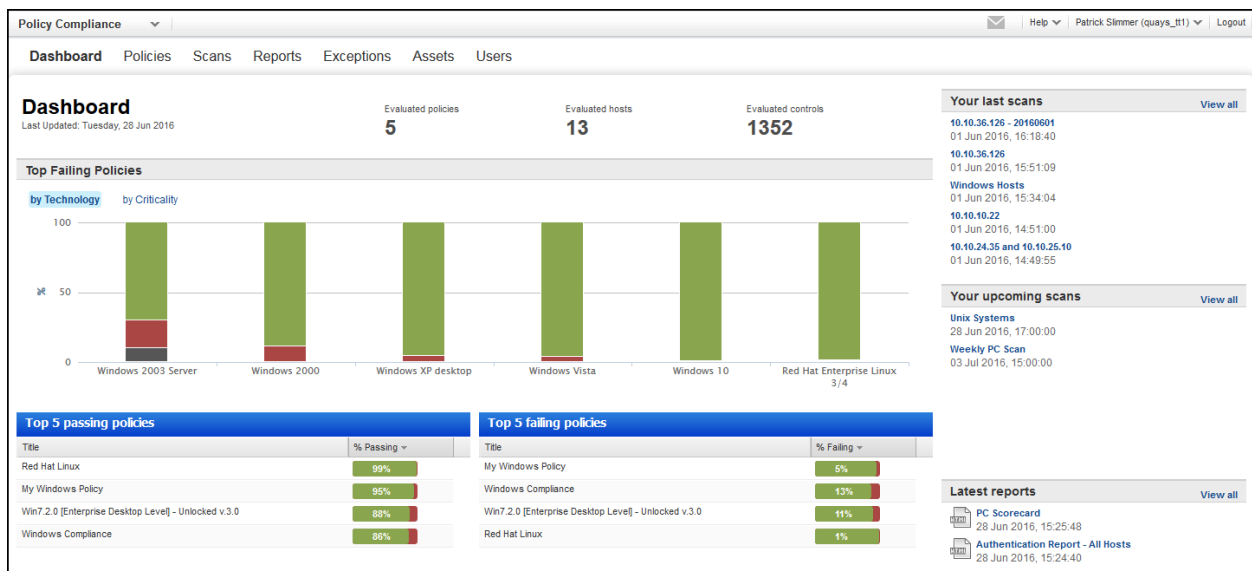 Policy Compliance
Help
Patrick Slimmer (quays_tt1)
Logout
Dashboard
Policies
Scans
Reports
Exceptions
Assets
Users
Dashboard
Last Updated: Tuesday, 28 Jun 2016
Evaluated policies
5
Evaluated hosts
13
Evaluated controls
1352
Top Failing Policies
by Technology
by Criticality
100
50
0
%
Windows 2003 Server
Windows 2000
Windows XP desktop
Windows Vista
Windows 10
Red Hat Enterprise Linux
3/4
Top 5 passing policies
Title
% Passing
Red Hat Linux
99%
My Windows Policy
95%
Win7.2.0 [Enterprise Desktop Level] - Unlocked v.3.0
88%
Windows Compliance
86%
Top 5 failing policies
Title
% Failing
My Windows Policy
5%
Windows Compliance
13%
Win7.2.0 [Enterprise Desktop Level] - Unlocked v.3.0
11%
Red Hat Linux
1%
Your last scans
View all
10.10.36.126 - 20160601
01 Jun 2016, 16:18:40
10.10.36.126
01 Jun 2016, 15:51:09
Windows Hosts
01 Jun 2016, 15:34:04
10.10.10.22
01 Jun 2016, 14:51:00
10.10.24.35 and 10.10.25.10
01 Jun 2016, 14:49:55
Your upcoming scans
View all
Unix Systems
28 Jun 2016, 17:00:00
Weekly PC Scan
03 Jul 2016, 15:00:00
Latest reports
View all
PC Scorecard
28 Jun 2016, 15:25:48
Authentication Report - All Hosts
28 Jun 2016, 15:24:40